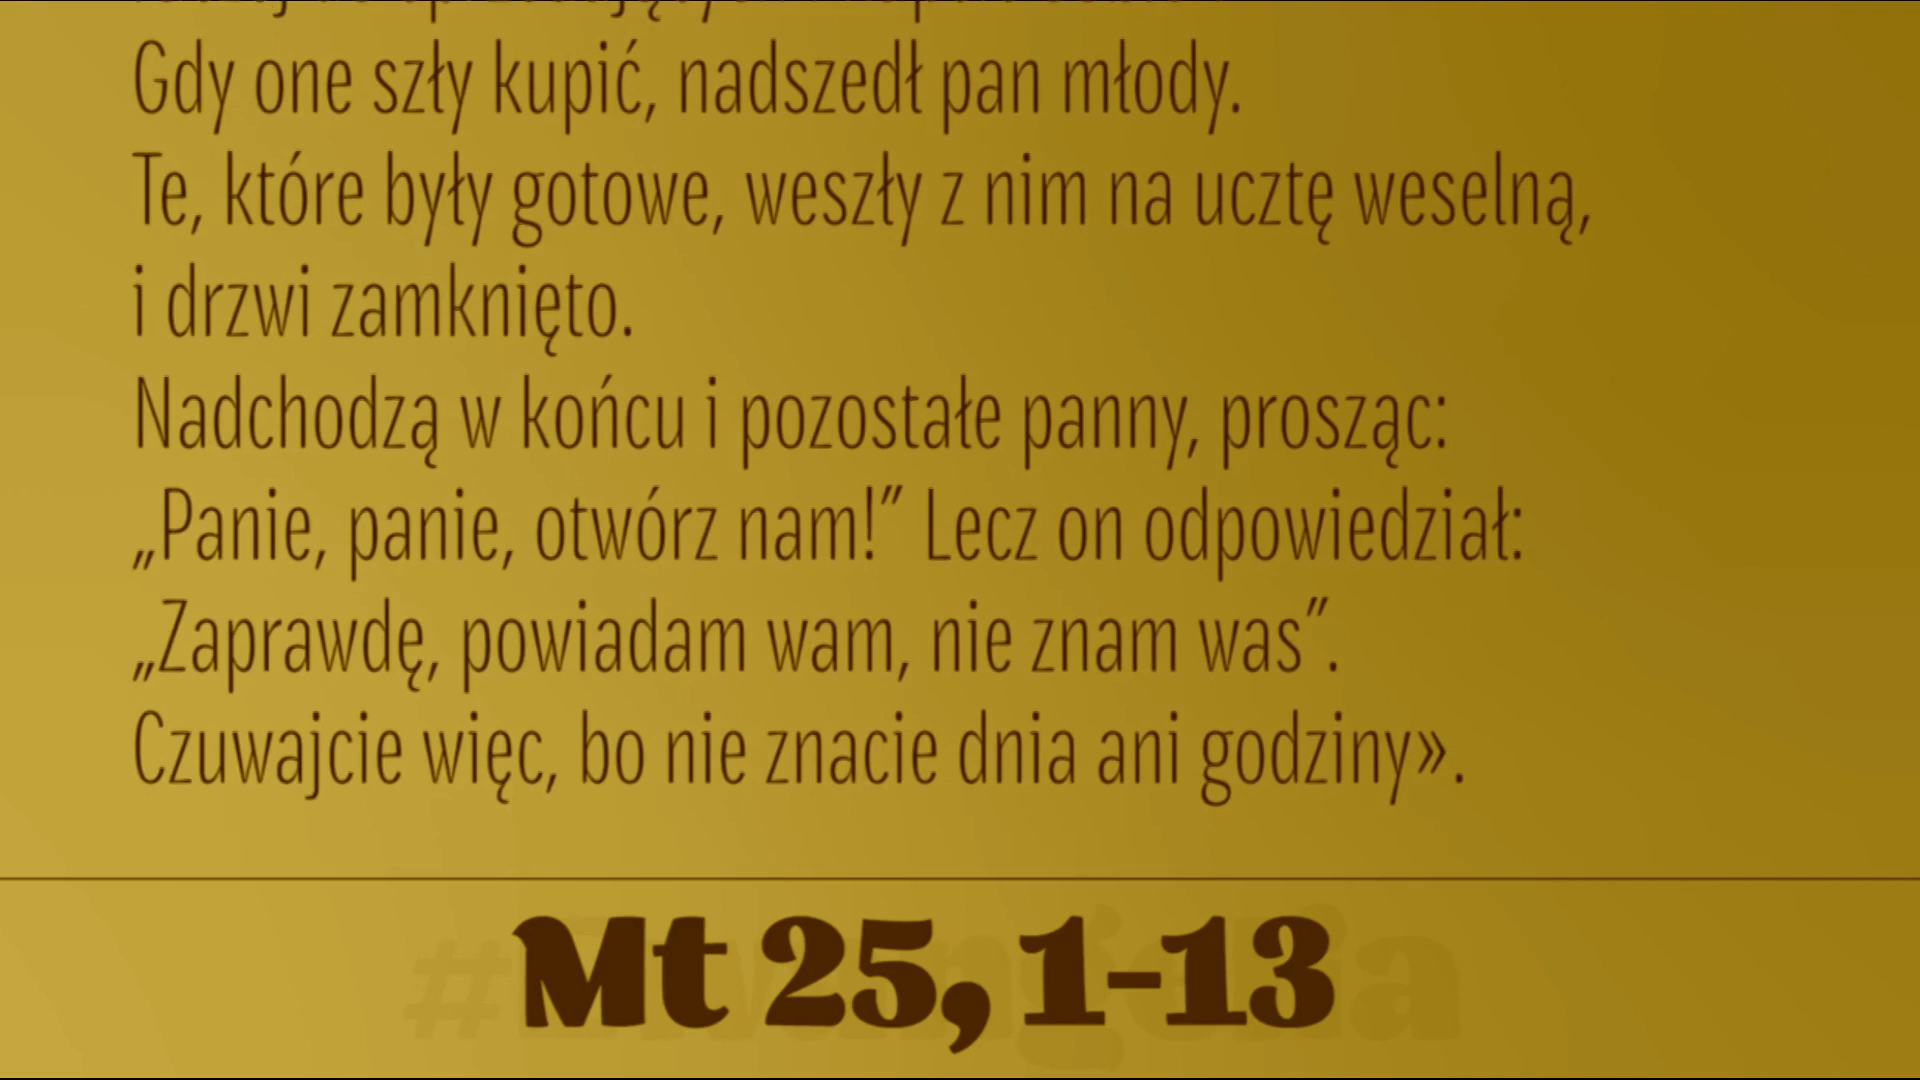 Gdy one szły kupić, nadszedł pan młody.
Te, które były gotowe, weszły z nim na ucztę weselną,
i drzwi zamknięto.
Nadchodzą w końcu i pozostałe panny, prosząc:
„Panie, panie, otwórz nam!” Lecz on odpowiedział:
„Zaprawdę, powiadam wam, nie znam was”.
Czuwajcie więc, bo nie znacie dnia ani godziny».
Mt 25, 1-13